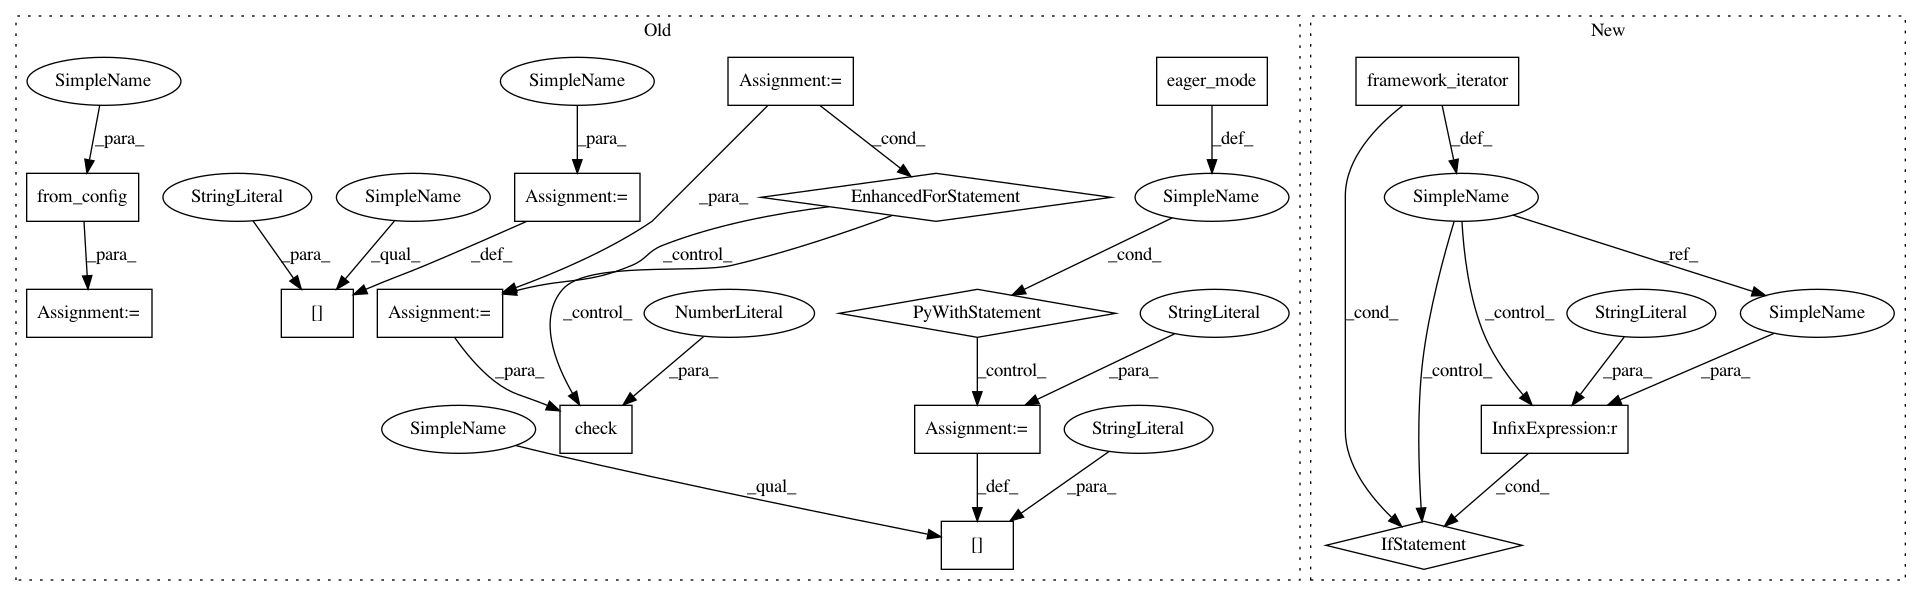 Old
New
SimpleName
SimpleName
Assignment:=
eager_mode
framework_iterator
_para_
_para_
_cond_
_def_
_def_
from_config
StringLiteral
SimpleName
Assignment:=
_para_
EnhancedForStatement
SimpleName
SimpleName
_para_
_para_
_qual_
_def_
_control_
_cond_
_ref_
Assignment:=
[]
Assignment:=
_control_
NumberLiteral
PyWithStatement
StringLiteral
_cond_
_control_
StringLiteral
SimpleName
_para_
_para_
_control_
_para_
_control_
_para_
_para_
SimpleName
check
Assignment:=
StringLiteral
InfixExpression:r
_qual_
_def_
_para_
_cond_
[]
IfStatement